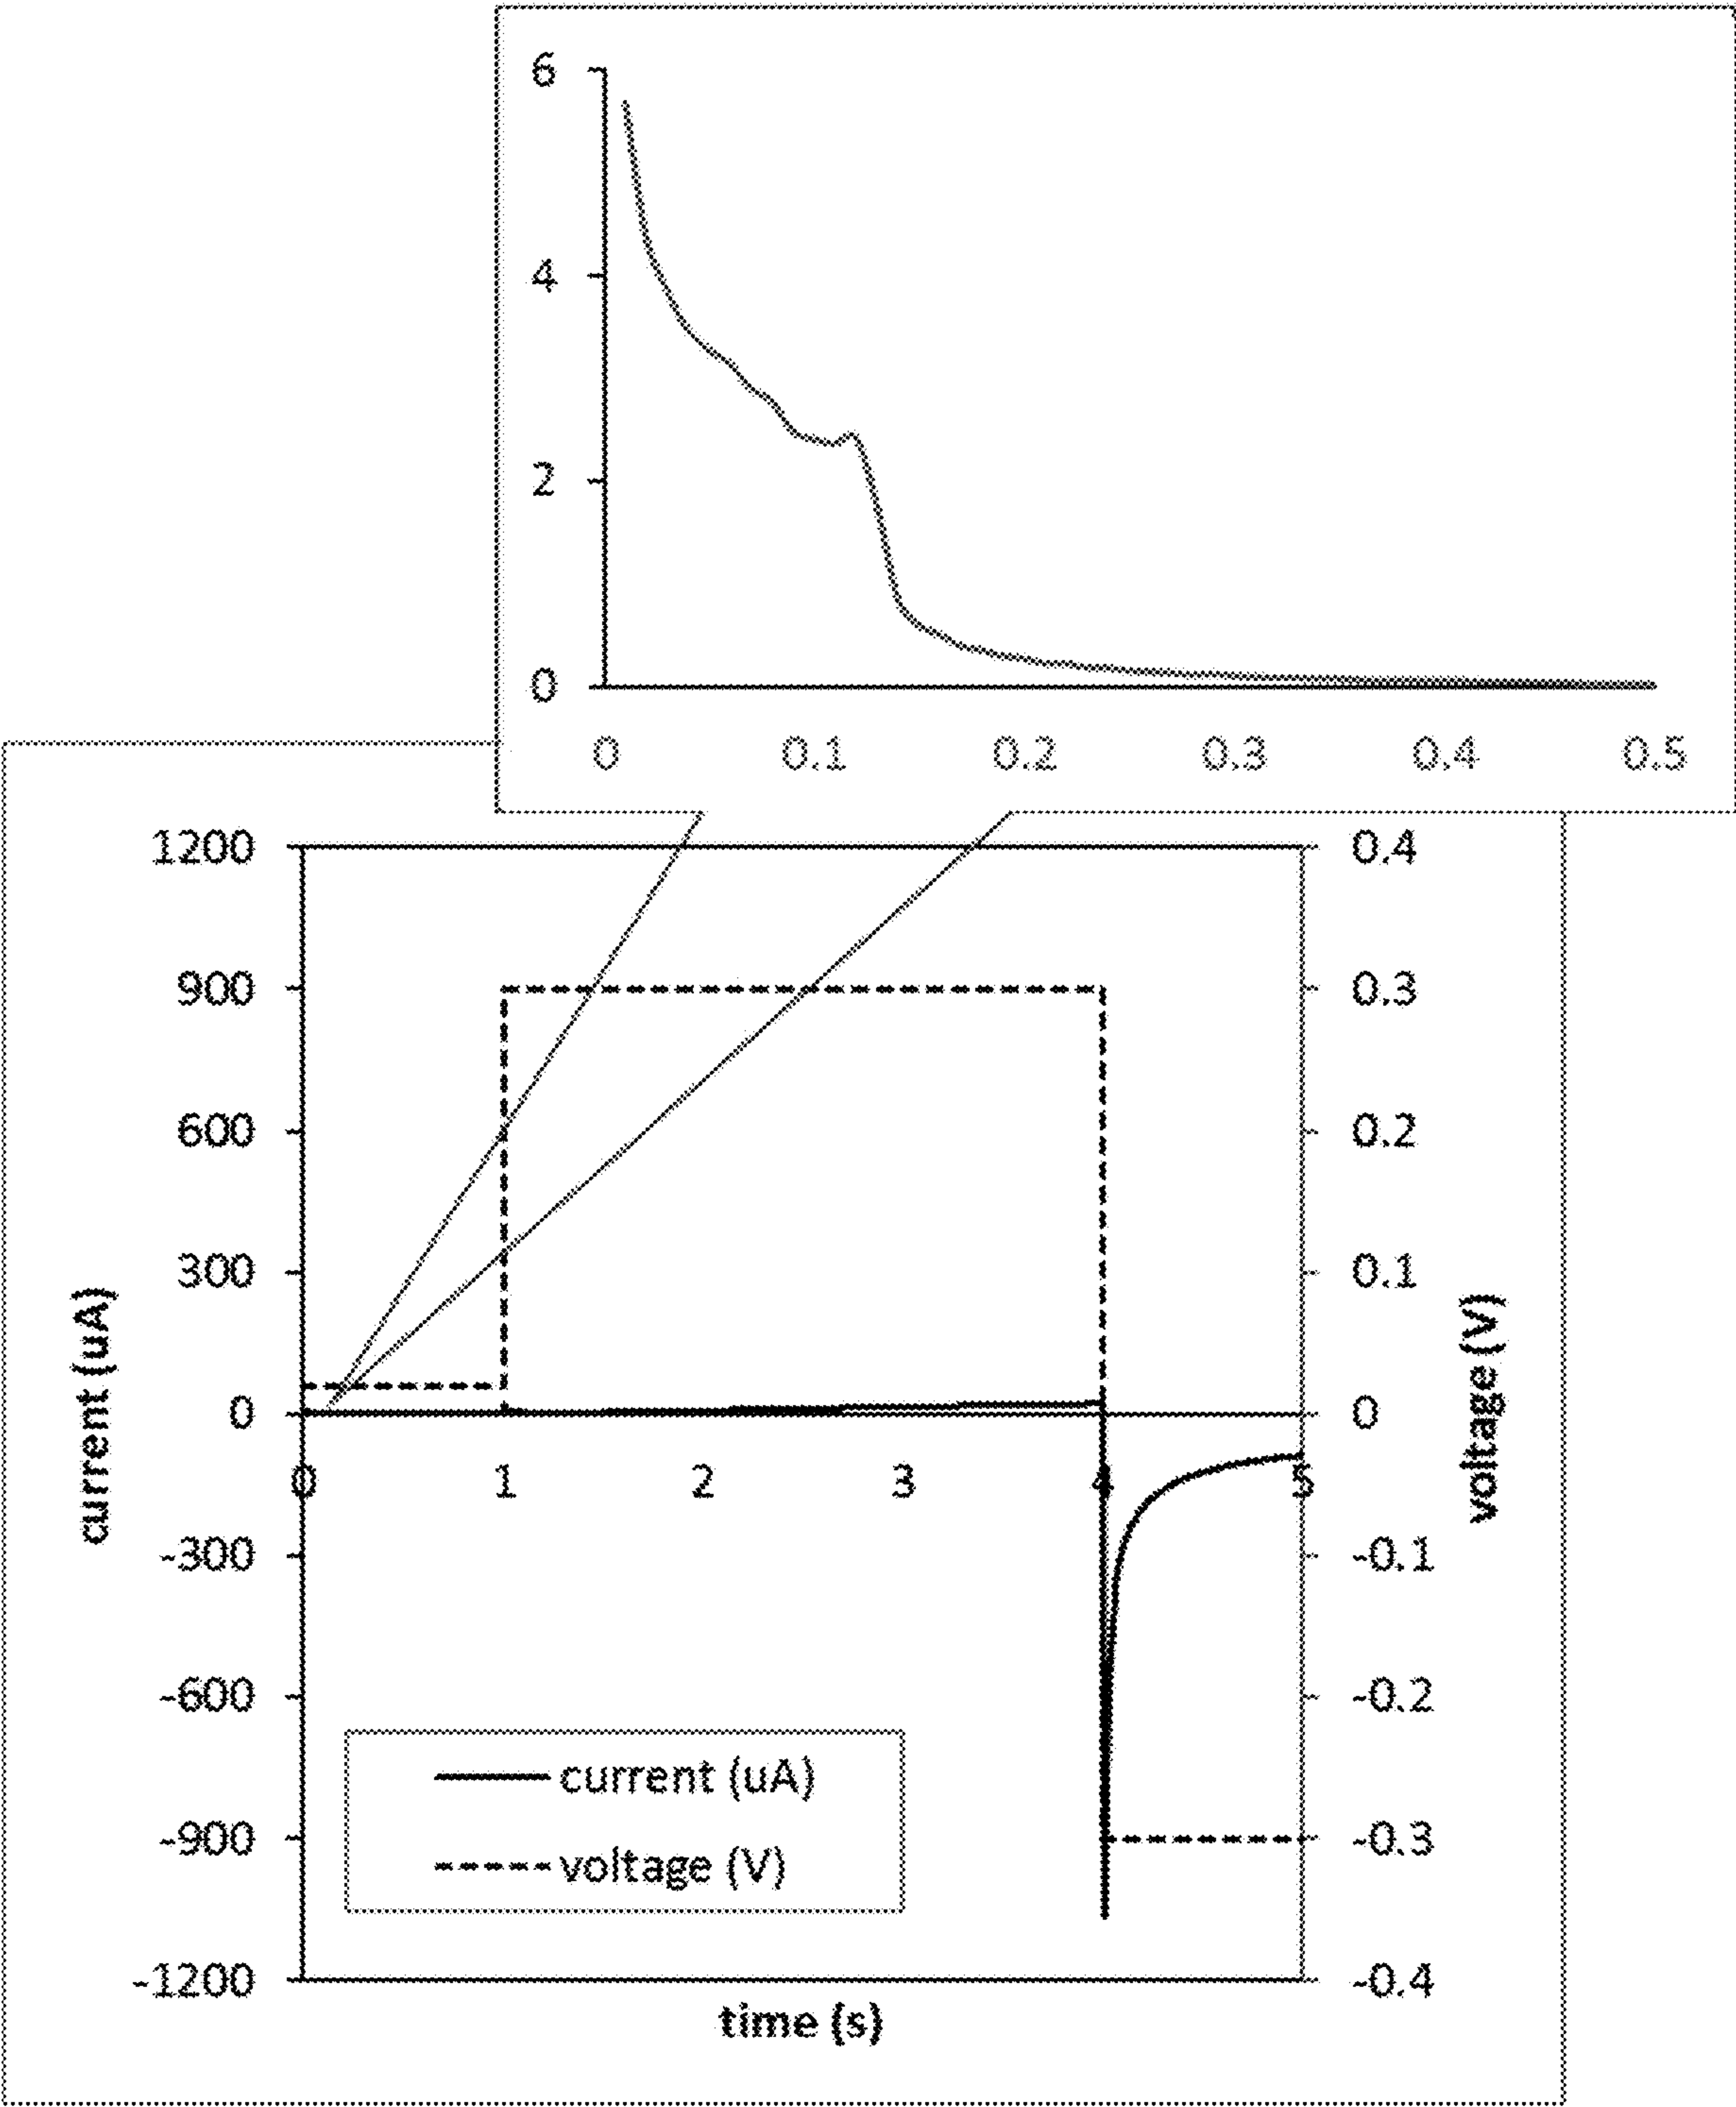 6
4
2
0
0 0.1 0.2 0.3 0.4 0.5
1200 0.4
900 0.3
600 0.2
300 0.1
0 0
0 1 2 3 4 5
-300 -0.1
-600 -0.2
-900 -0.3
-1200 -0.4
current (uA)
voltage (V)
current (uA)
voltage (V)
time (s)